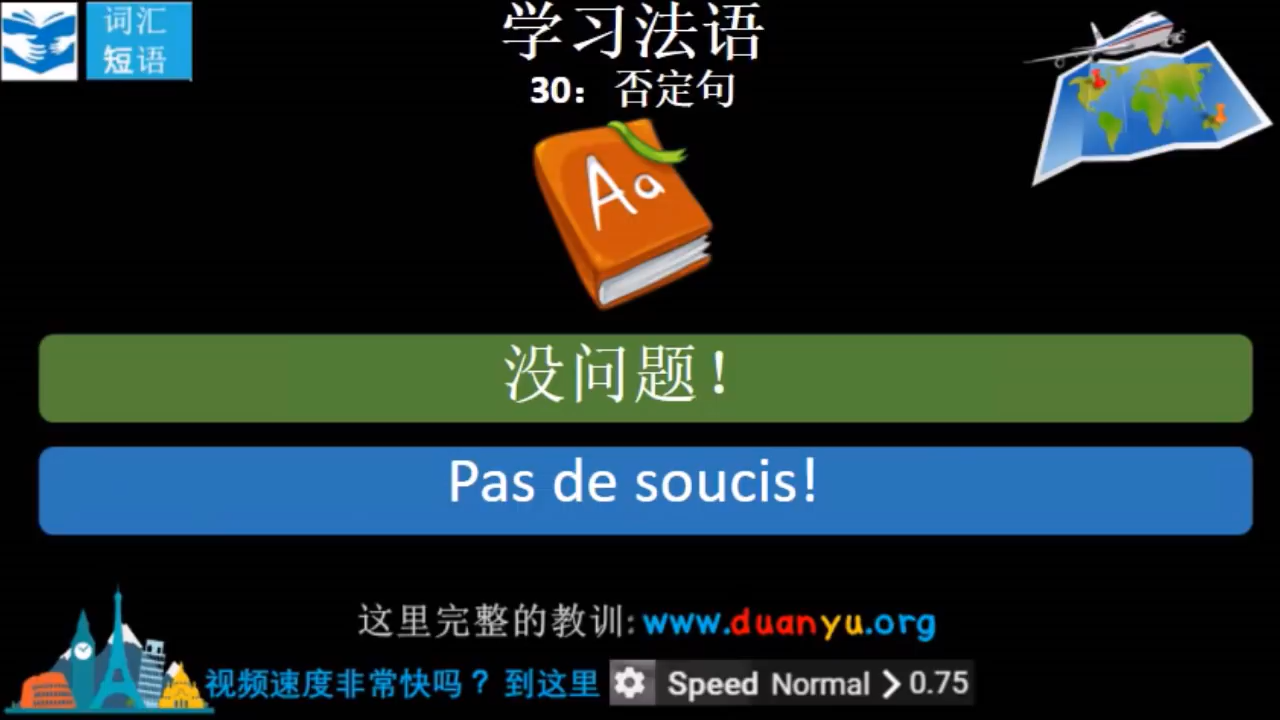 词汇
短语
学习法语
30：否定句
Aa
没问题！
Pas de soucis!
这里完整的教训: www.duanyu.org
视频速度非常快吗？ 到这里 Speed Normal > 0.75